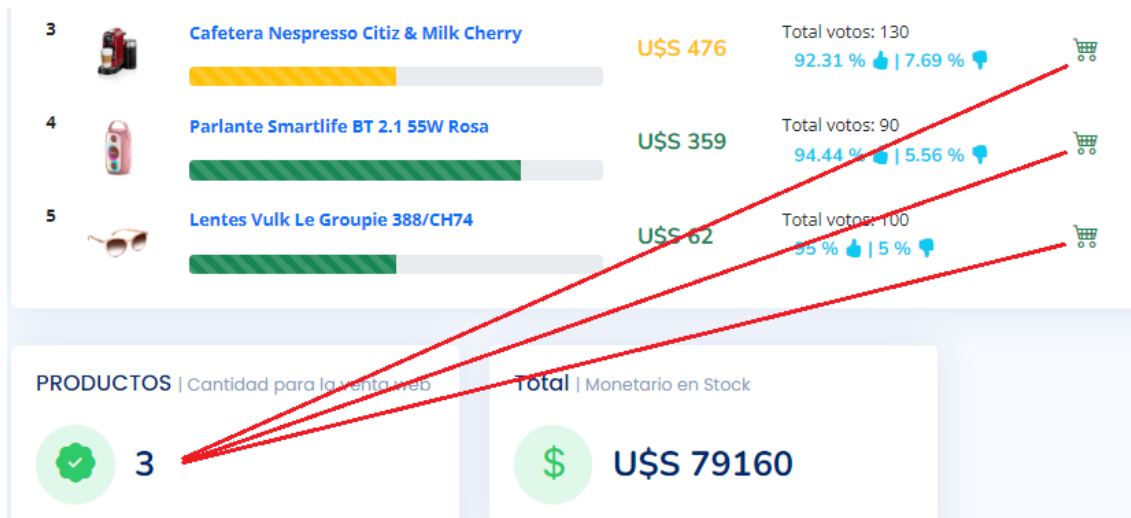 3
Cafetera Nespresso Citiz & Milk Cherry
U$S 476
Total votos: 130
92.31 % | 7.69 %
4
Parlante Smartlife BT 2.1 55W Rosa
U$S 359
Total votos: 90
94.44 % | 5.56 %
5
Lentes Vulk Le Groupie 388/CH74
U$S 62
Total votos: 100
95 % | 5 %
PRODUCTOS | Cantidad para la venta web
3
Total | Monetario en Stock
$
U$S 79160